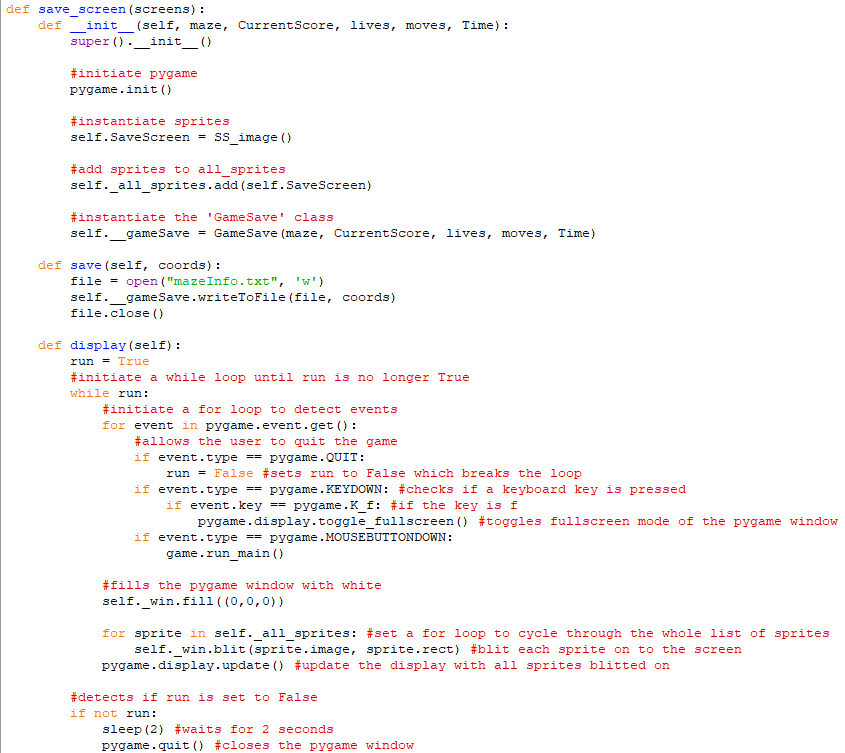 def save_screen(screens):
    def __init__(self, maze, CurrentScore, lives, moves, Time):
        super().__init__()

        #initiate pygame
        pygame.init()

        #instantiate sprites
        self.SaveScreen = SS_image()

        #add sprites to all_sprites
        self._all_sprites.add(self.SaveScreen)

        #instantiate the 'GameSave' class
        self.__gameSave = GameSave(maze, CurrentScore, lives, moves, Time)

    def save(self, coords):
        file = open("mazeInfo.txt", 'w')
        self.__gameSave.writeToFile(file, coords)
        file.close()

    def display(self):
        run = True
        #initiate a while loop until run is no longer True
        while run:
            #initiate a for loop to detect events
            for event in pygame.event.get():
                #allows the user to quit the game
                if event.type == pygame.QUIT:
                    run = False #sets run to False which breaks the loop
                if event.type == pygame.KEYDOWN: #checks if a keyboard key is pressed
                    if event.key == pygame.K_f: #if the key is f
                        pygame.display.toggle_fullscreen() #toggles fullscreen mode of the pygame window
                if event.type == pygame.MOUSEBUTTONDOWN:
                    game.run_main()

            #fills the pygame window with white
            self._win.fill((0,0,0))

            for sprite in self._all_sprites: #set a for loop to cycle through the whole list of sprites
                self._win.blit(sprite.image, sprite.rect) #blit each sprite on to the screen
            pygame.display.update() #update the display with all sprites blitted on

        #detects if run is set to False
        if not run:
            sleep(2) #waits for 2 seconds
            pygame.quit() #closes the pygame window